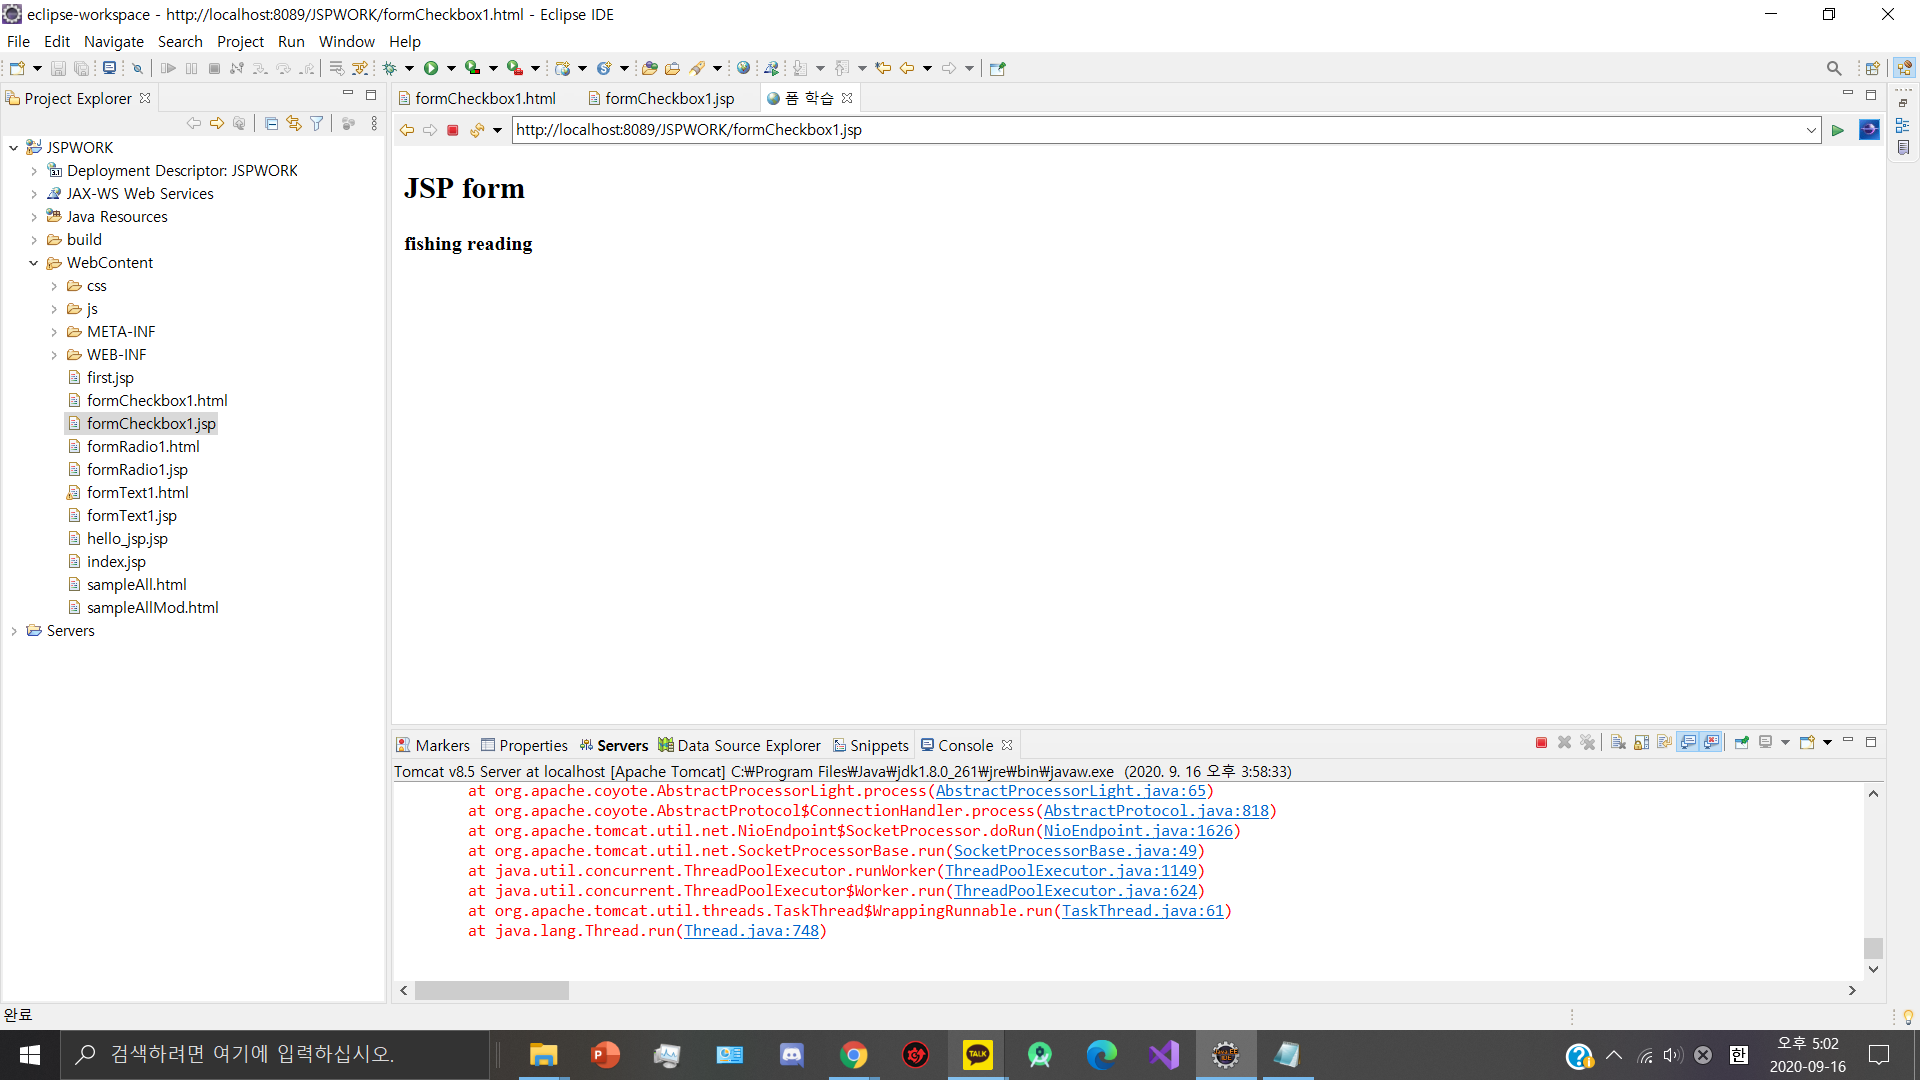 eclipse-workspace - http://localhost:8089/JSPWORK/formCheckbox1.html - Eclipse IDE
File Edit Navigate Search Project Run Window Help
Project Explorer
formCheckbox1.html formCheckbox1.jsp 폼 학습
http://localhost:8089/JSPWORK/formCheckbox1.jsp
JSPWORK
Deployment Descriptor: JSPWORK
JAX-WS Web Services
Java Resources
build
WebContent
css
js
META-INF
WEB-INF
first.jsp
formCheckbox1.html
formCheckbox1.jsp
formRadio1.html
formRadio1.jsp
formText1.html
formText1.jsp
hello_jsp.jsp
index.jsp
sampleAll.html
sampleAllMod.html
Servers
JSP form
fishing reading
Markers Properties Servers Data Source Explorer Snippets Console
Tomcat v8.5 Server at localhost [Apache Tomcat] C:₩Program Files₩Java₩jdk1.8.0_261₩jre₩bin₩javaw.exe (2020. 9. 16 오후 3:58:33)
at org.apache.coyote.AbstractProcessorLight.process(AbstractProcessorLight.java:65)
at org.apache.coyote.AbstractProtocol$ConnectionHandler.process(AbstractProtocol.java:818)
at org.apache.tomcat.util.net.NioEndpoint$SocketProcessor.doRun(NioEndpoint.java:1626)
at org.apache.tomcat.util.net.SocketProcessorBase.run(SocketProcessorBase.java:49)
at java.util.concurrent.ThreadPoolExecutor.runWorker(ThreadPoolExecutor.java:1149)
at java.util.concurrent.ThreadPoolExecutor$Worker.run(ThreadPoolExecutor.java:624)
at org.apache.tomcat.util.threads.TaskThread$WrappingRunnable.run(TaskThread.java:61)
at java.lang.Thread.run(Thread.java:748)
완료
검색하려면 여기에 입력하십시오.
TALK
한
오후 5:02
2020-09-16